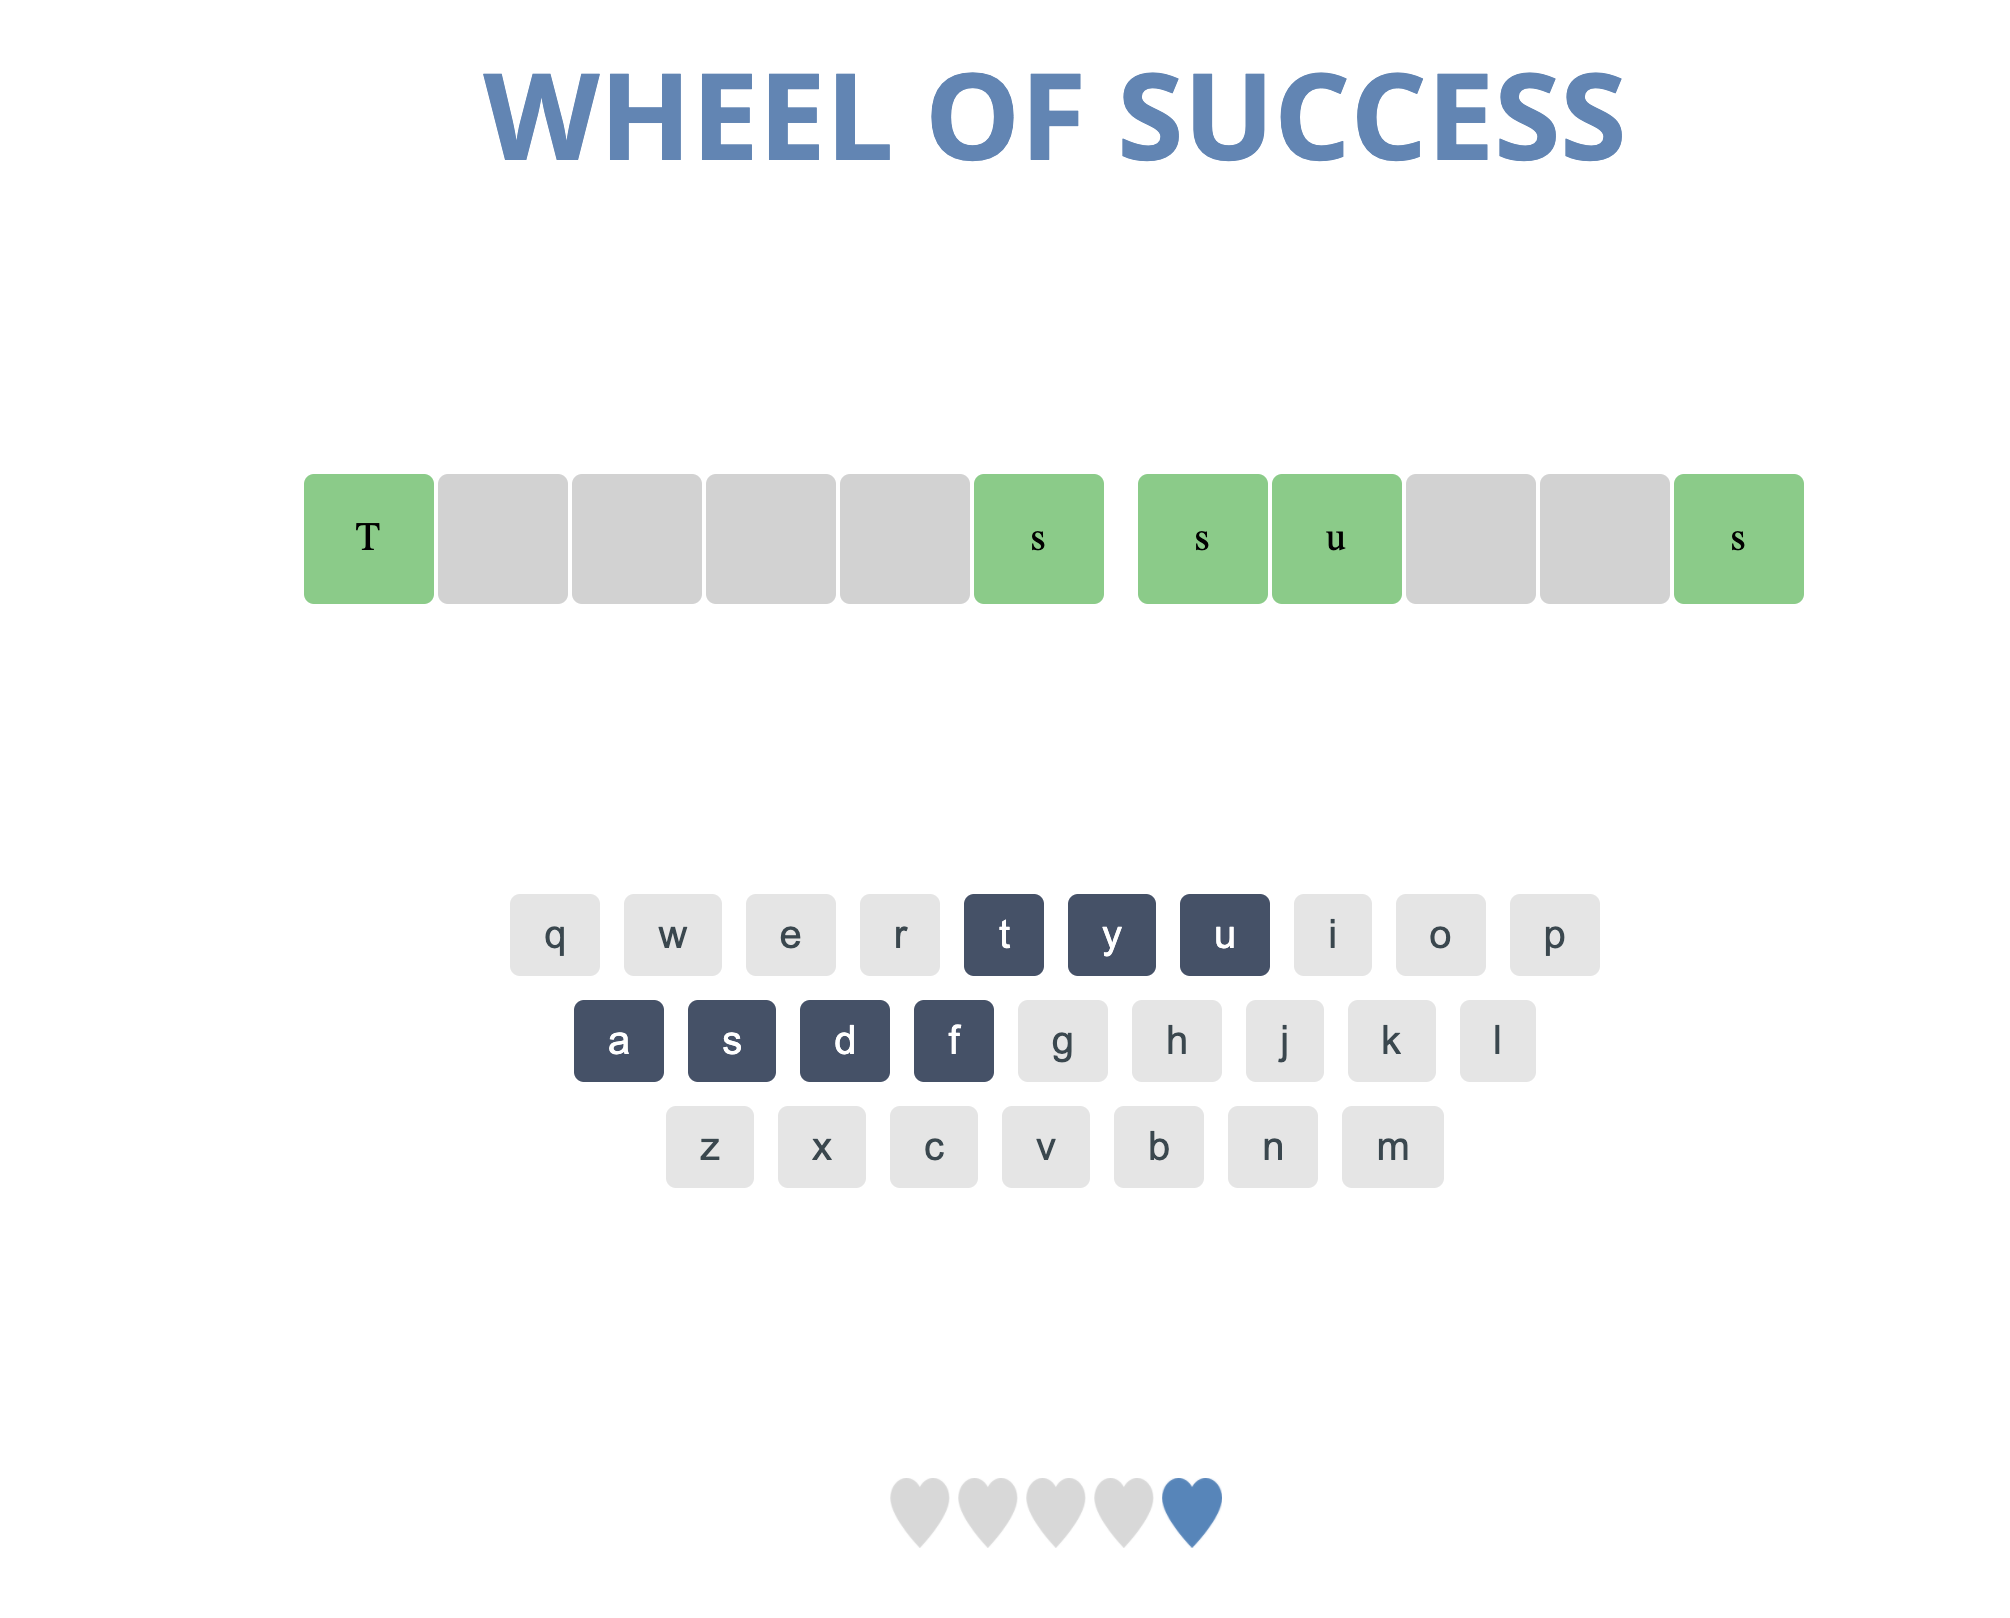 WHEEL OF SUCCESS
T s s u s
q w e r t y u i o p
a s d f g h j k l
z x c v b n m